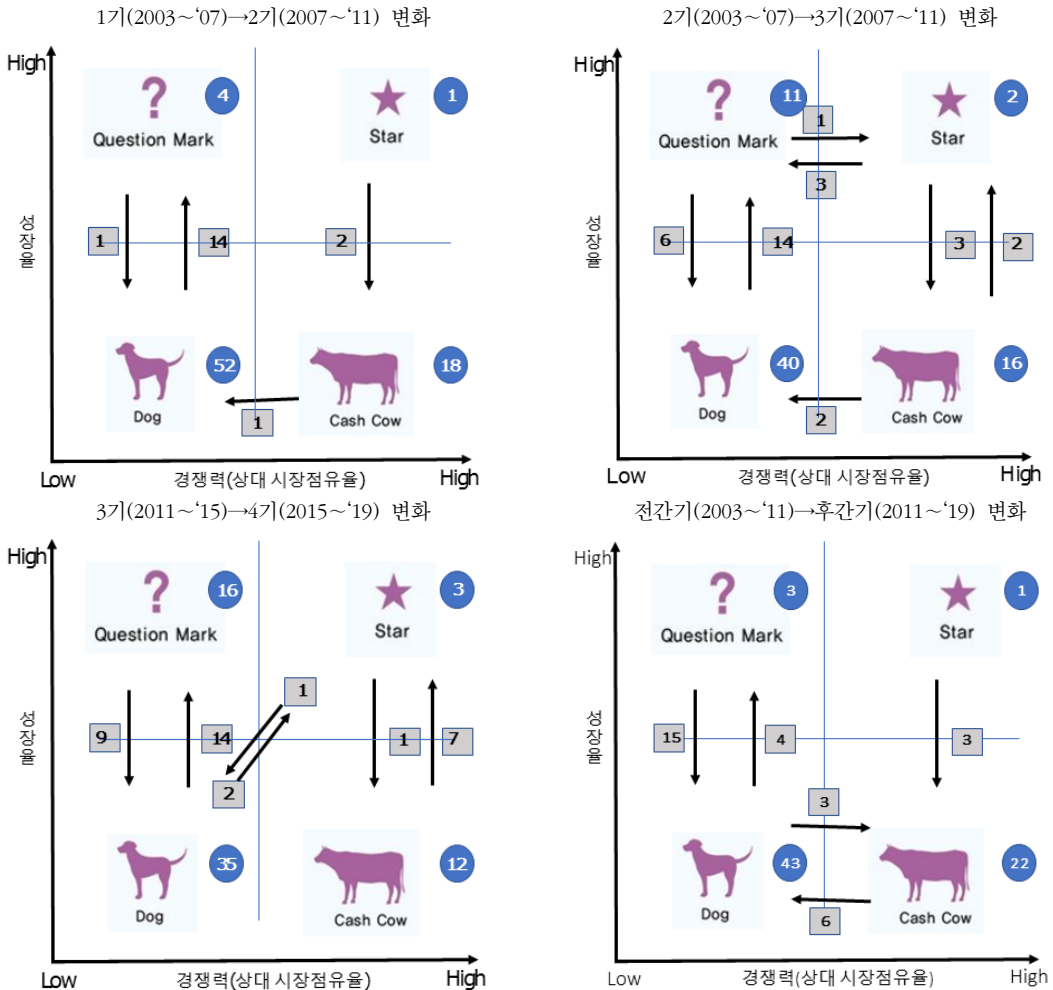 1기(2003~‘07)→2기(2007~‘11) 변화
High
4
1
Question Mark
Star
성장율
1
14
2
52
18
Dog
Cash Cow
1
Low
경쟁력(상대 시장점유율)
High
2기(2003~‘07)→3기(2007~‘11) 변화
High
11
1
2
Question Mark
Star
3
성장율
6
14
3
2
40
16
Dog
Cash Cow
2
Low
경쟁력(상대 시장점유율)
High
3기(2011~‘15)→4기(2015~‘19) 변화
High
16
3
Question Mark
Star
1
성장율
9
14
1
7
2
35
12
Dog
Cash Cow
Low
경쟁력(상대 시장점유율)
High
전간기(2003~‘11)→후간기(2011~‘19) 변화
High
3
1
Question Mark
Star
성장율
15
4
3
3
43
22
Dog
Cash Cow
6
Low
경쟁력(상대 시장점유율)
High